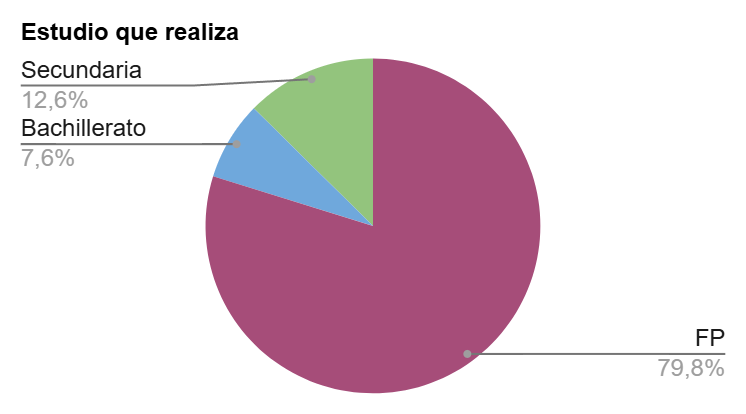 Estudio que realiza
Secundaria
12,6%
Bachillerato
7,6%
FP
79,8%